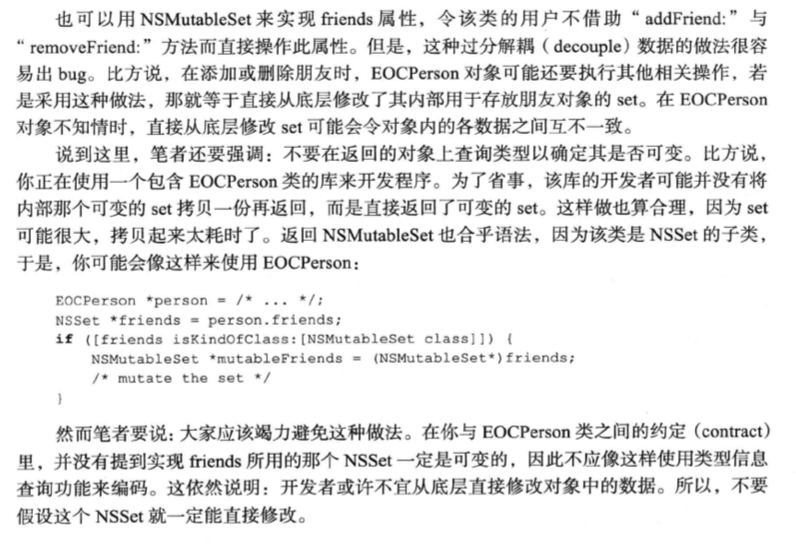 也可以用 NSMutableSet 来实现 friends 属性，令该类的用户不借助“ addFriend:” 与
“ removeFriend:” 方法而直接操作此属性。但是，这种过分解耦（decouple）数据的做法很容
易出 bug。比方说，在添加或删除朋友时，EOCPerson 对象可能还要执行其他相关操作，若
是采用这种做法，那就等于直接从底层修改了其内部用于存放朋友对象的 set。在 EOCPerson
对象不知情时，直接从底层修改 set 可能会令对象内的各数据之间互不一致。
说到这里，笔者还要强调：不要在返回的对象上查询类型以确定其是否可变。比方说，
你正在使用一个包含 EOCPerson 类的库来开发程序。为了省事，该库的开发者可能并没有将
内部那个可变的 set 拷贝一份再返回，而是直接返回了可变的 set。这样做也算合理，因为 set
可能很大，拷贝起来太耗时了。返回 NSMutableSet 也合乎语法，因为该类是 NSSet 的子类，
于是，你可能会像这样来使用 EOCPerson：
EOCPerson *person = /* ... */;
NSSet *friends = person.friends;
if ([friends isKindOfClass:[NSMutableSet class]]) {
NSMutableSet *mutableFriends = (NSMutableSet*)friends;
/* mutate the set */
}
然而笔者要说：大家应该竭力避免这种做法。在你与 EOCPerson 类之间的约定（contract）
里，并没有提到实现 friends 所用的那个 NSSet 一定是可变的，因此不应像这样使用类型信息
查询功能来编码。这依然说明：开发者或许不宜从底层直接修改对象中的数据。所以，不要
假设这个 NSSet 就一定能直接修改。